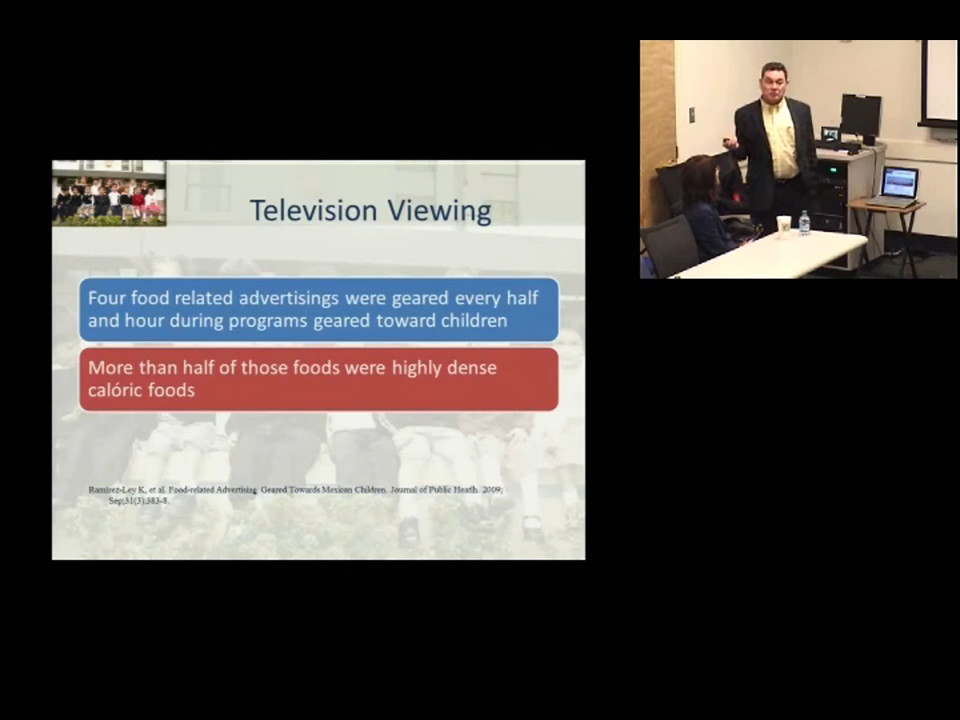 Television Viewing
Four food related advertisings were geared every half
and hour during programs geared toward children
More than half of those foods were highly dense
calóric foods
Ramirez-Ley K, et al. Food-related Advertising Geared Towards Mexican Children. Journal of Public Heath. 2009;
Sep;31(3):383-8.